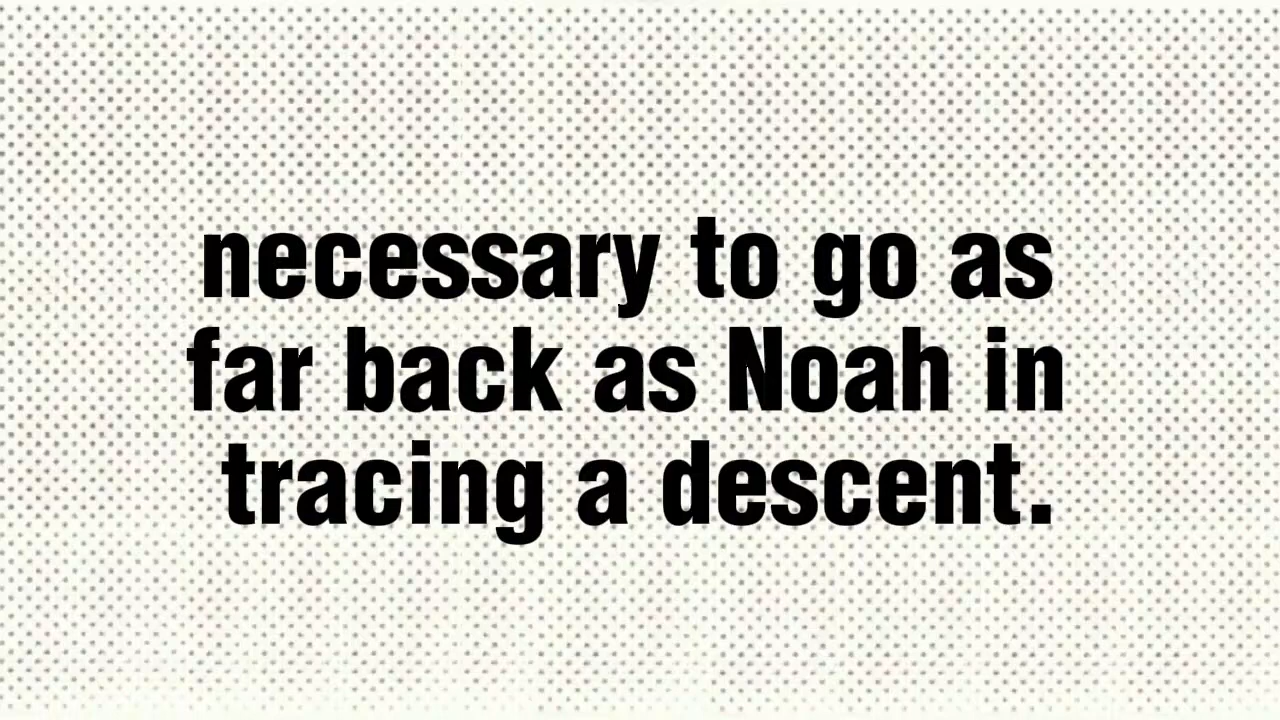 necessary to go as
far back as Noah in
tracing a descent.